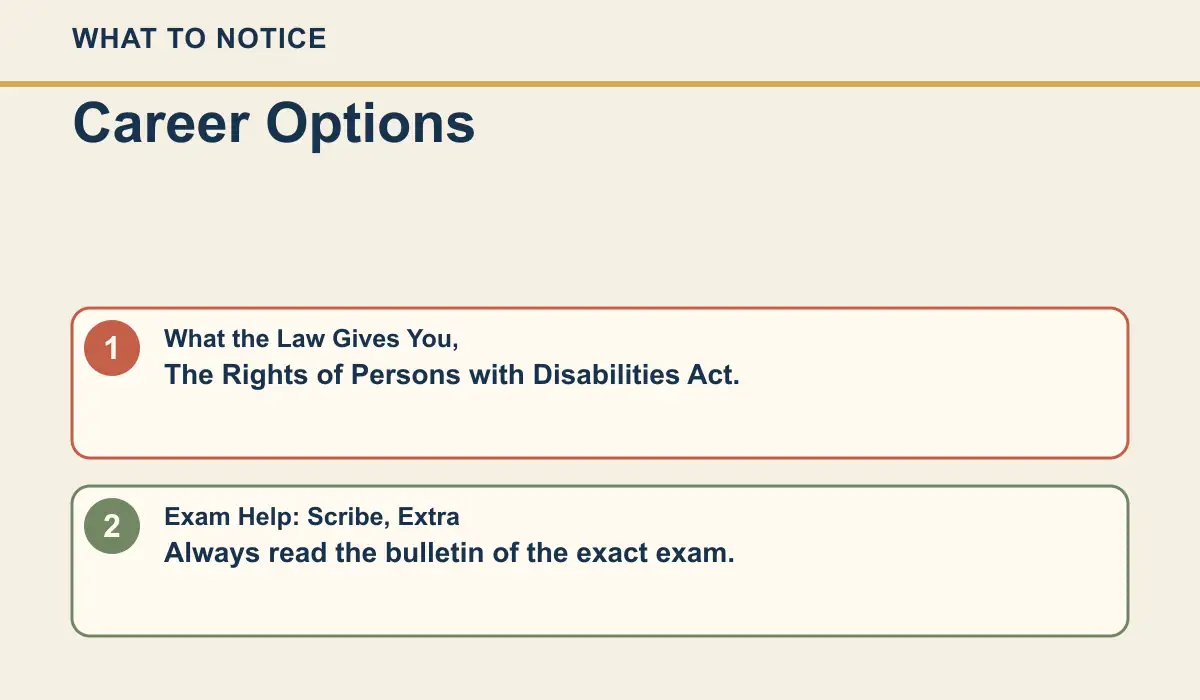 WHAT TO NOTICE
Career Options
1
What the Law Gives You,
The Rights of Persons with Disabilities Act.
2
Exam Help: Scribe, Extra
Always read the bulletin of the exact exam.